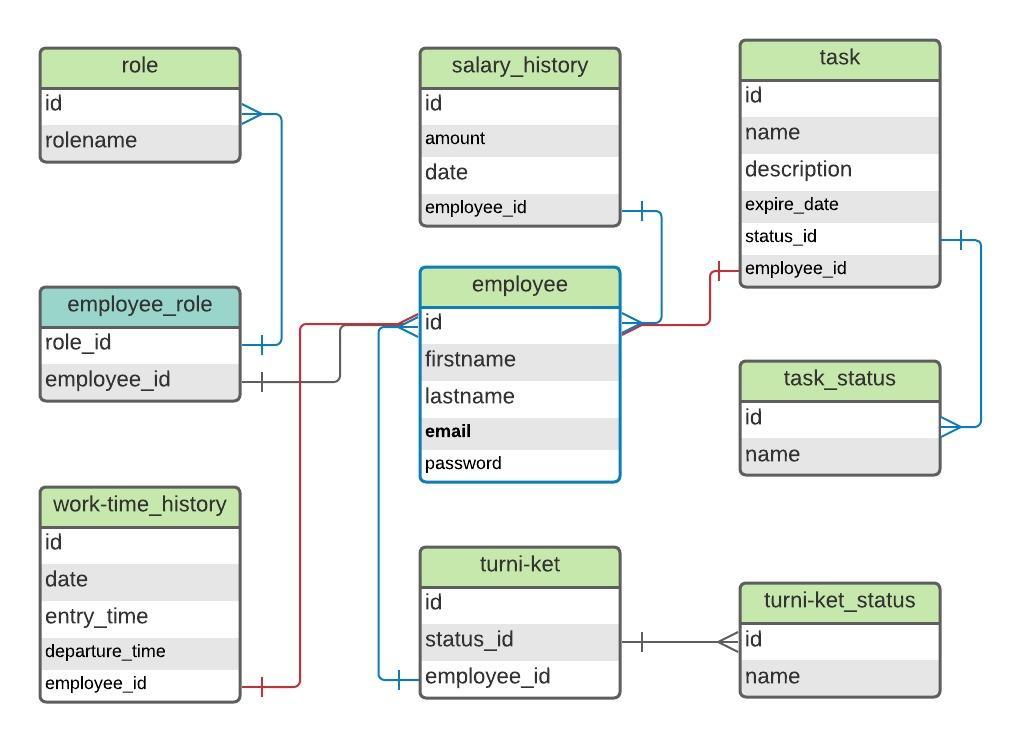 role
id
rolename
salary_history
id
amount
date
employee_id
task
id
name
description
expire_date
status_id
employee_id
employee_role
role_id
employee_id
employee
id
firstname
lastname
email
password
task_status
id
name
work-time_history
id
date
entry_time
departure_time
employee_id
turni-ket
id
status_id
employee_id
turni-ket_status
id
name